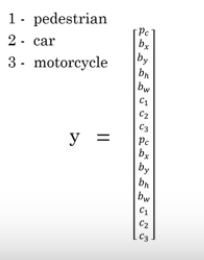 1 - pedestrian
2 - car
3 - motorcycle
y =
p_c
b_x
b_y
b_h
b_w
c_1
c_2
c_3
p_c
b_x
b_y
b_h
b_w
c_1
c_2
c_3